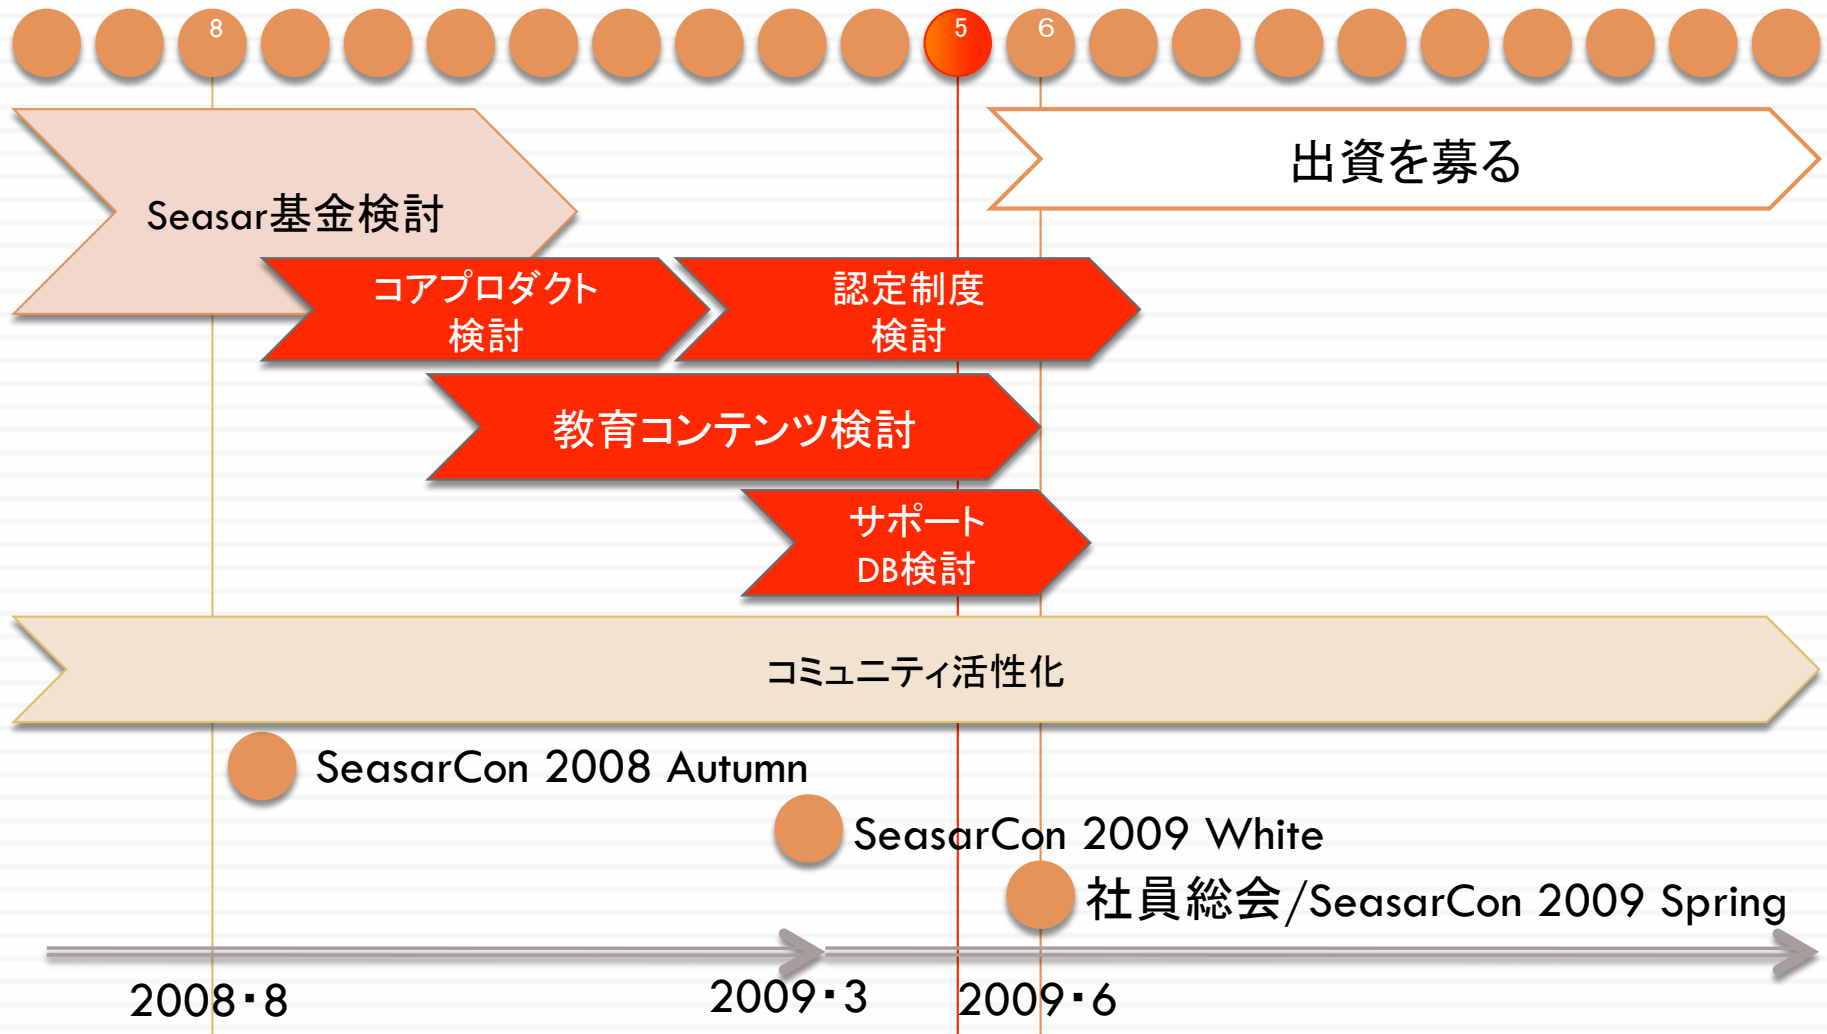 8
5
6
出資を募る
Seasar基金検討
コアプロダクト
検討
認定制度
検討
教育コンテンツ検討
サポート
DB検討
コミュニティ活性化
SeasarCon 2008 Autumn
SeasarCon 2009 White
社員総会/SeasarCon 2009 Spring
2008・8
2009・3
2009・6